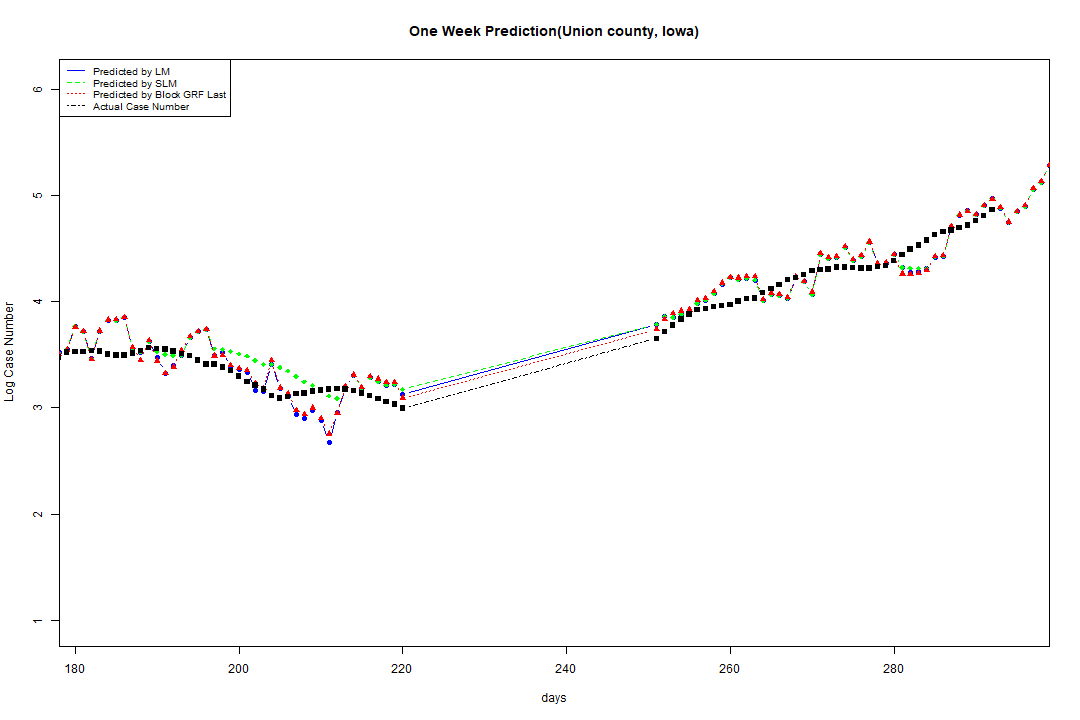 One Week Prediction(Union county, Iowa)
Predicted by LM
Predicted by SLM
Predicted by Block GRF Last
Actual Case Number
6
5
4
3
2
1
Log Case Number
180 200 220 240 260 280
days